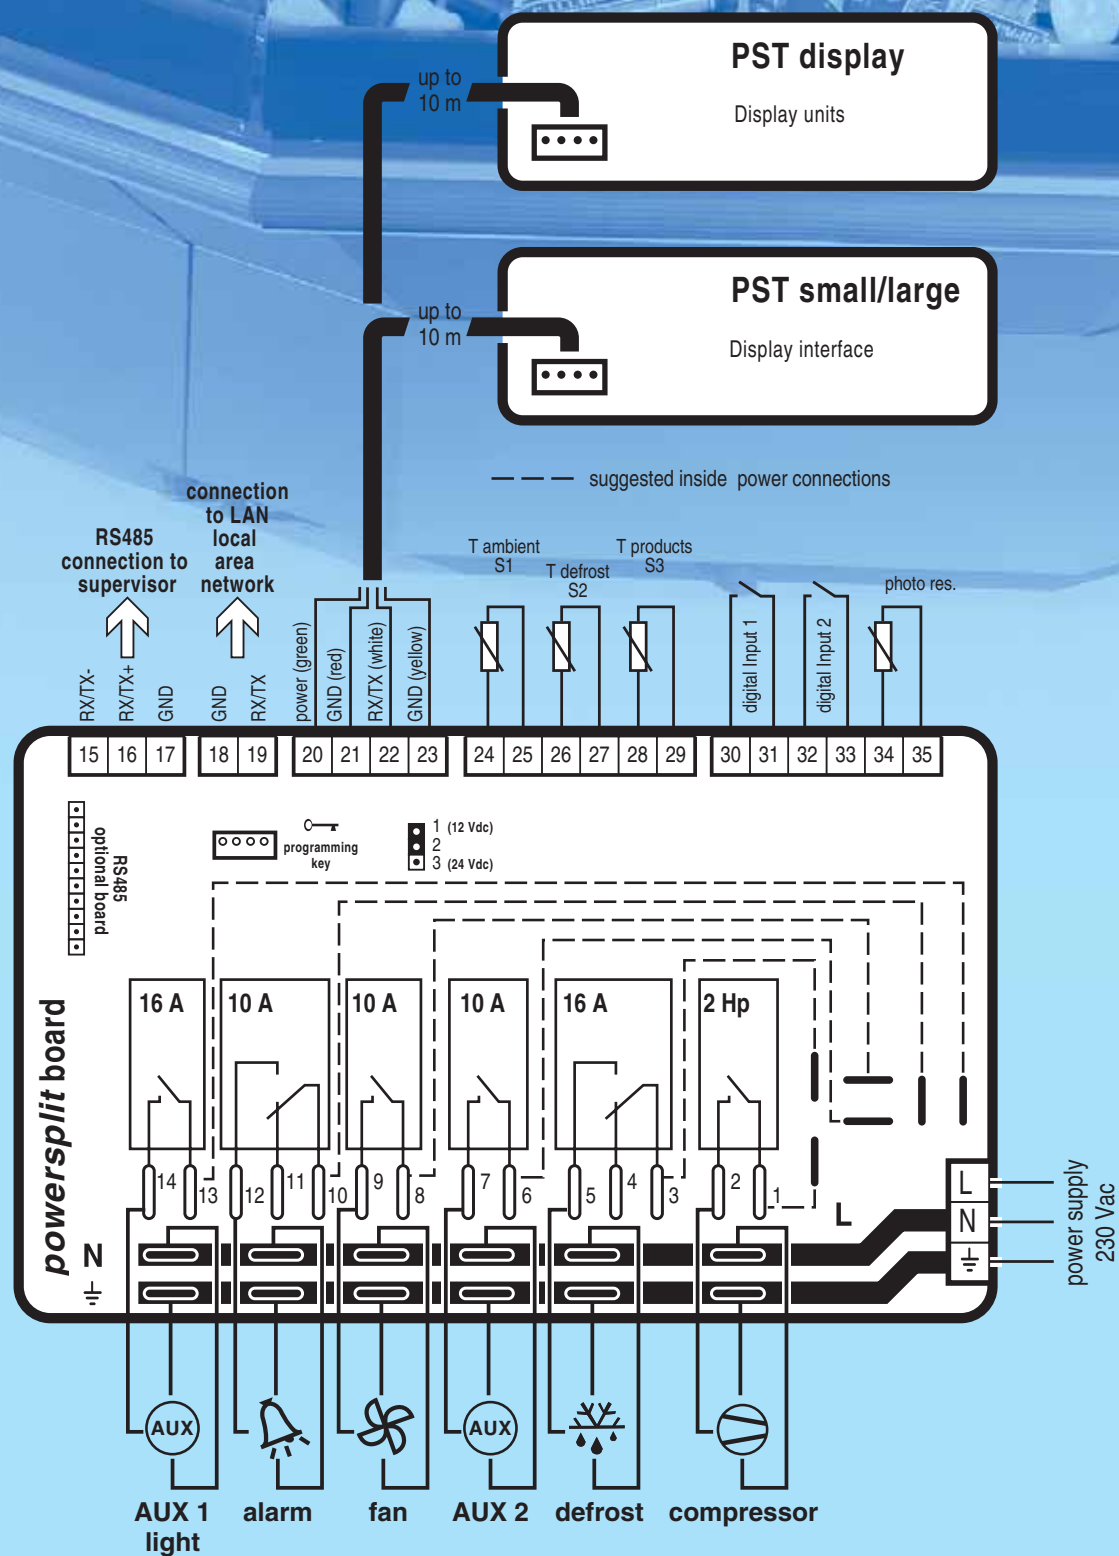 PST display
Display units
up to
10 m
PST small/large
Display interface
up to
10 m
suggested inside power connections
connection
to LAN
local
area
network
RS485
connection to
supervisor
T ambient
S1
T defrost
S2
T products
S3
digital Input 1
digital Input 2
photo res.
RX/TX-
RX/TX+
GND
GND
RX/TX
power (green)
GND (red)
RX/TX (white)
GND (yellow)
15 16 17 18 19 20 21 22 23 24 25 26 27 28 29 30 31 32 33 34 35
RS485
optional board
programming
key
1 (12 Vdc)
2
3 (24 Vdc)
powersplit board
16 A
10 A
10 A
10 A
16 A
2 Hp
14 13 12 11 10 9 8 7 6 5 4 3 2 1
L
L
N
N
power supply
230 Vac
AUX
AUX
AUX 1
light
alarm
fan
AUX 2
defrost
compressor